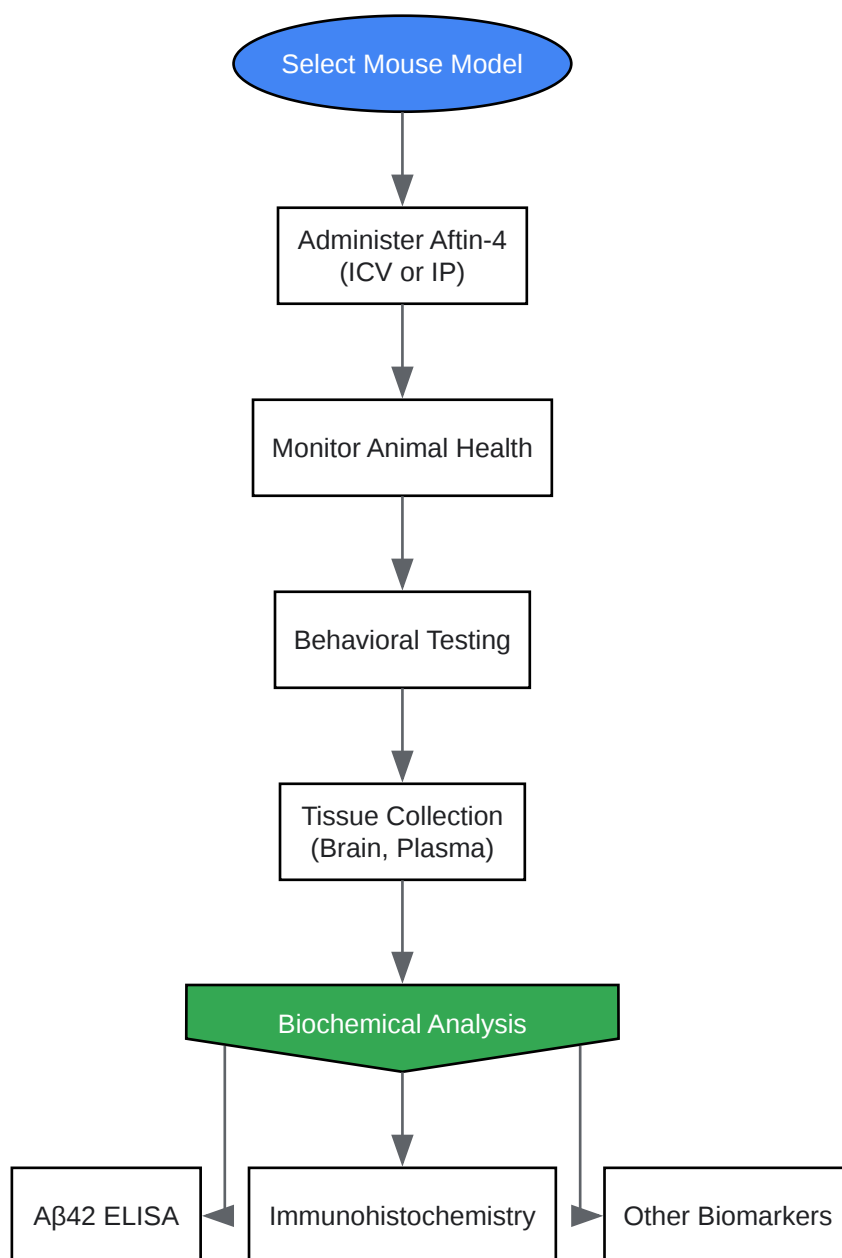 Select Mouse Model
Administer Aftin-4
(ICV or IP)
Monitor Animal Health
Behavioral Testing
Tissue Collection
(Brain, Plasma)
Biochemical Analysis
Aβ42 ELISA
Immunohistochemistry
Other Biomarkers